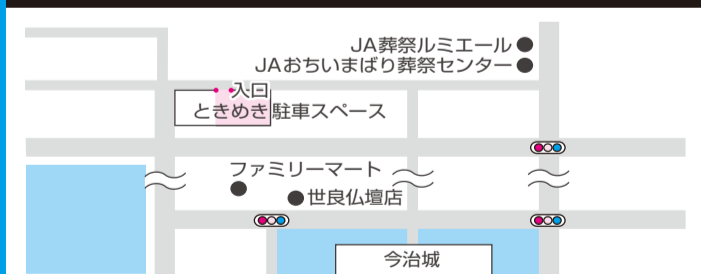 JA葬祭ルミエール
JAおちいまばり葬祭センター
入口
ときめき 駐車スペース
ファミリーマート
世良仏壇店
今治城